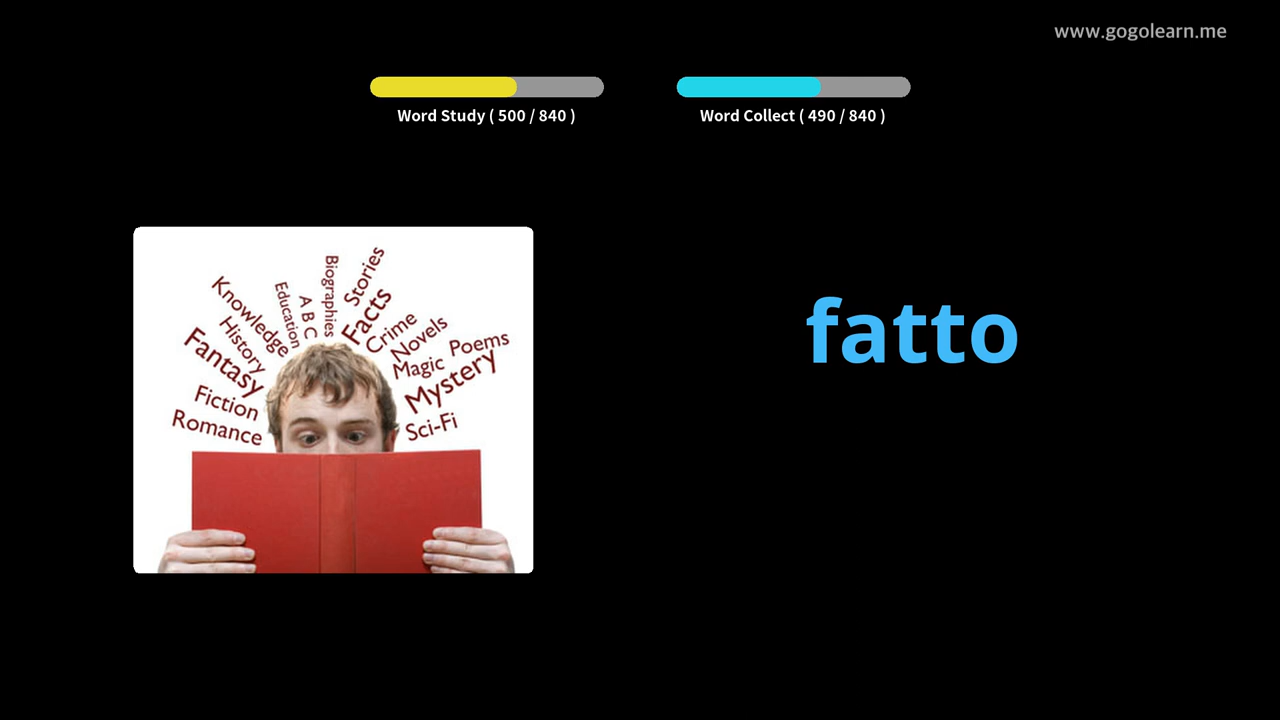 www.gogolearn.me
Word Study ( 500 / 840 )
Word Collect ( 490 / 840 )
fatto
Romance
Fiction
Fantasy
History
Knowledge
Education
A B C
Biographies
Stories
Facts
Crime
Novels
Magic
Poems
Mystery
Sci-Fi